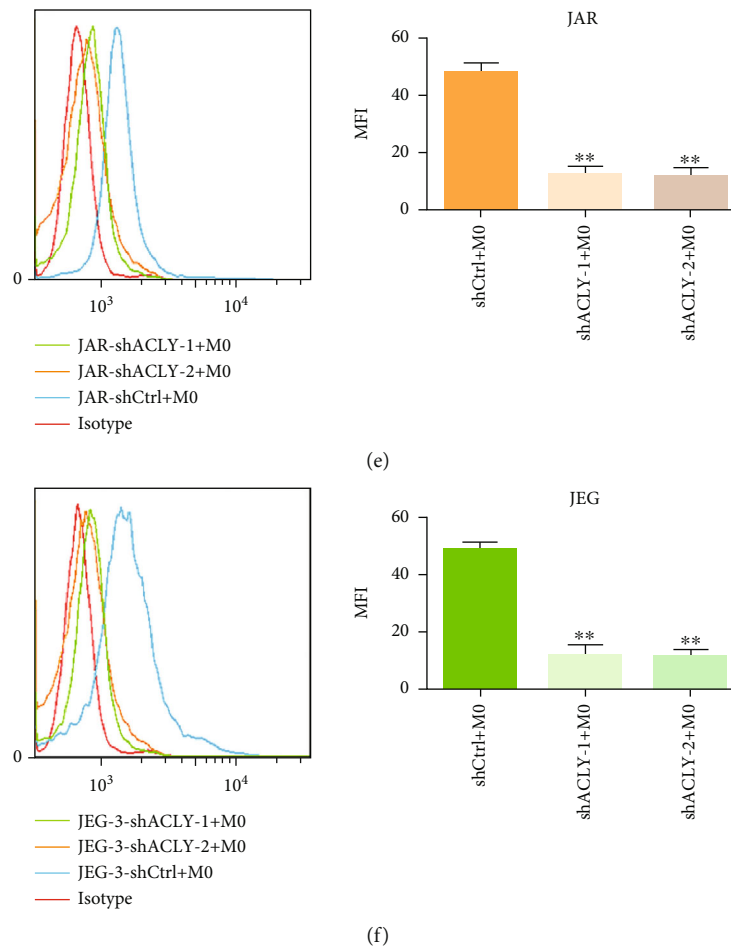 0
10³
10⁴
JAR-shACLY-1+M0
JAR-shACLY-2+M0
JAR-shCtrl+M0
Isotype
JAR
MFI
60
40
20
0
**
**
shCtrl+M0
shACLY-1+M0
shACLY-2+M0
(e)
0
10³
10⁴
JEG-3-shACLY-1+M0
JEG-3-shACLY-2+M0
JEG-3-shCtrl+M0
Isotype
JEG
MFI
60
40
20
0
**
**
shCtrl+M0
shACLY-1+M0
shACLY-2+M0
(f)